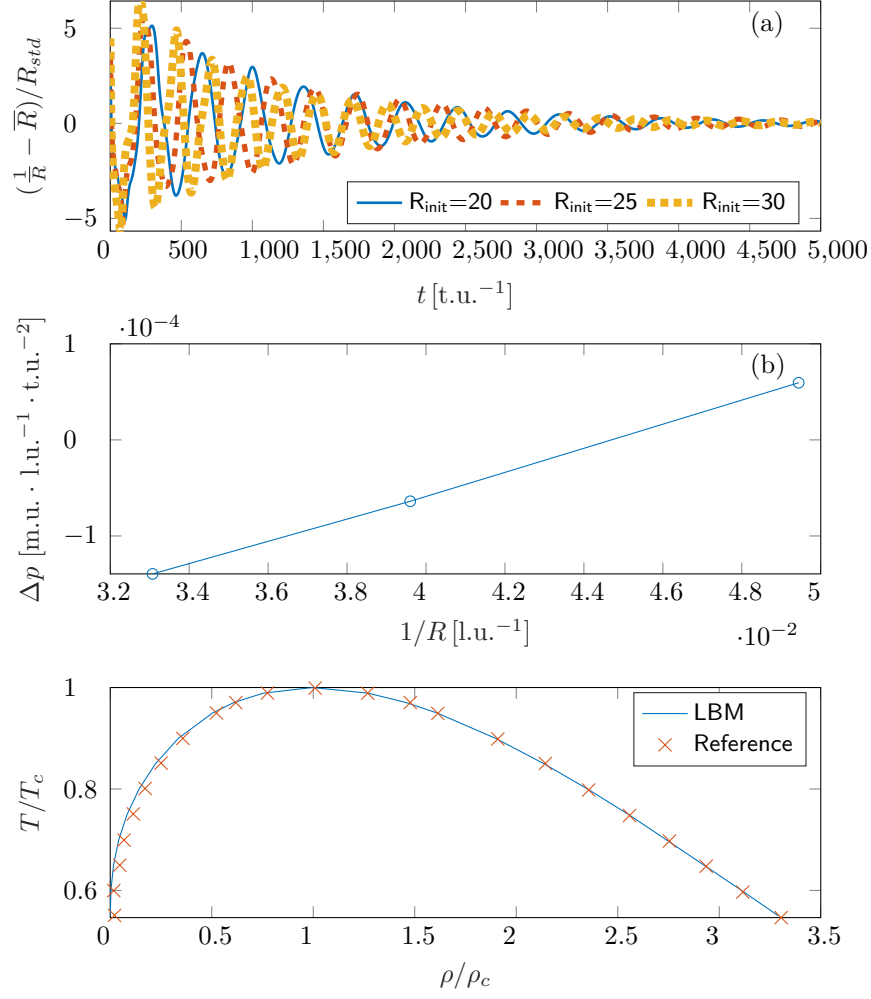 (a)
5
0
−5
(1/R − R̅)/R_std
R_init=20 R_init=25 R_init=30
0 500 1,000 1,500 2,000 2,500 3,000 3,500 4,000 4,500 5,000
t [t.u.⁻¹]
·10⁻⁴
(b)
1
0
−1
Δp [m.u. · l.u.⁻¹ · t.u.⁻²]
3.2 3.4 3.6 3.8 4 4.2 4.4 4.6 4.8 5
1/R [l.u.⁻¹]
·10⁻²
1
0.8
0.6
T/T_c
LBM
Reference
0 0.5 1 1.5 2 2.5 3 3.5
ρ/ρ_c